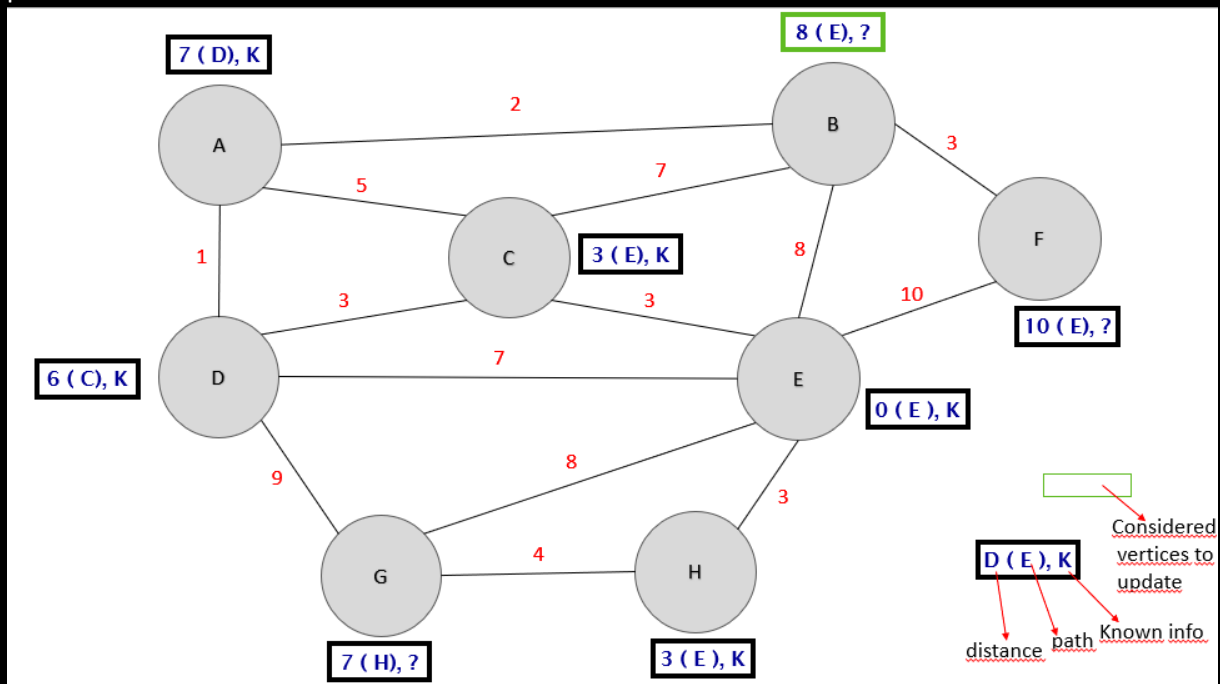 8 ( E), ?
7 ( D), K
2
A
B
3
5
7
C
3 ( E), K
F
1
8
3
3
10
10 ( E), ?
7
6 ( C), K
D
E
0 ( E ), K
9
8
3
4
G
H
7 ( H), ?
3 ( E ), K
Considered
vertices to
update
D ( E ), K
distance
path
Known info